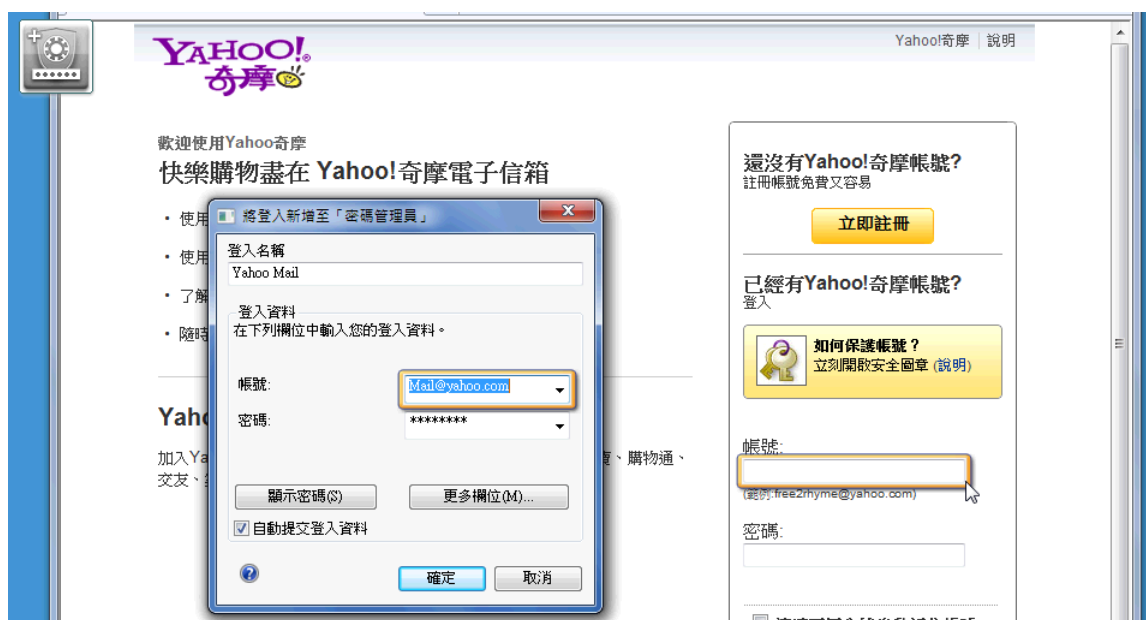 YAHOO!
奇摩
Yahoo!奇摩
說明
歡迎使用Yahoo奇摩
快樂購物盡在 Yahoo!奇摩電子信箱
• 使用
• 使用
• 了解
• 隨時
Yaho
加入Ya
、購物通、
交友、
將登入新增至「密碼管理員」
登入名稱
Yahoo Mail
登入資料
在下列欄位中輸入您的登入資料。
帳號:
Mail@yahoo.com
密碼:
********
顯示密碼(S)
更多欄位(M)...
自動提交登入資料
確定
取消
還沒有Yahoo!奇摩帳號?
註冊帳號免費又容易
立即註冊
已經有Yahoo!奇摩帳號?
登入
如何保護帳號？
立刻開啟安全圖章 (說明)
帳號:
(範例:free2rhyme@yahoo.com)
密碼: